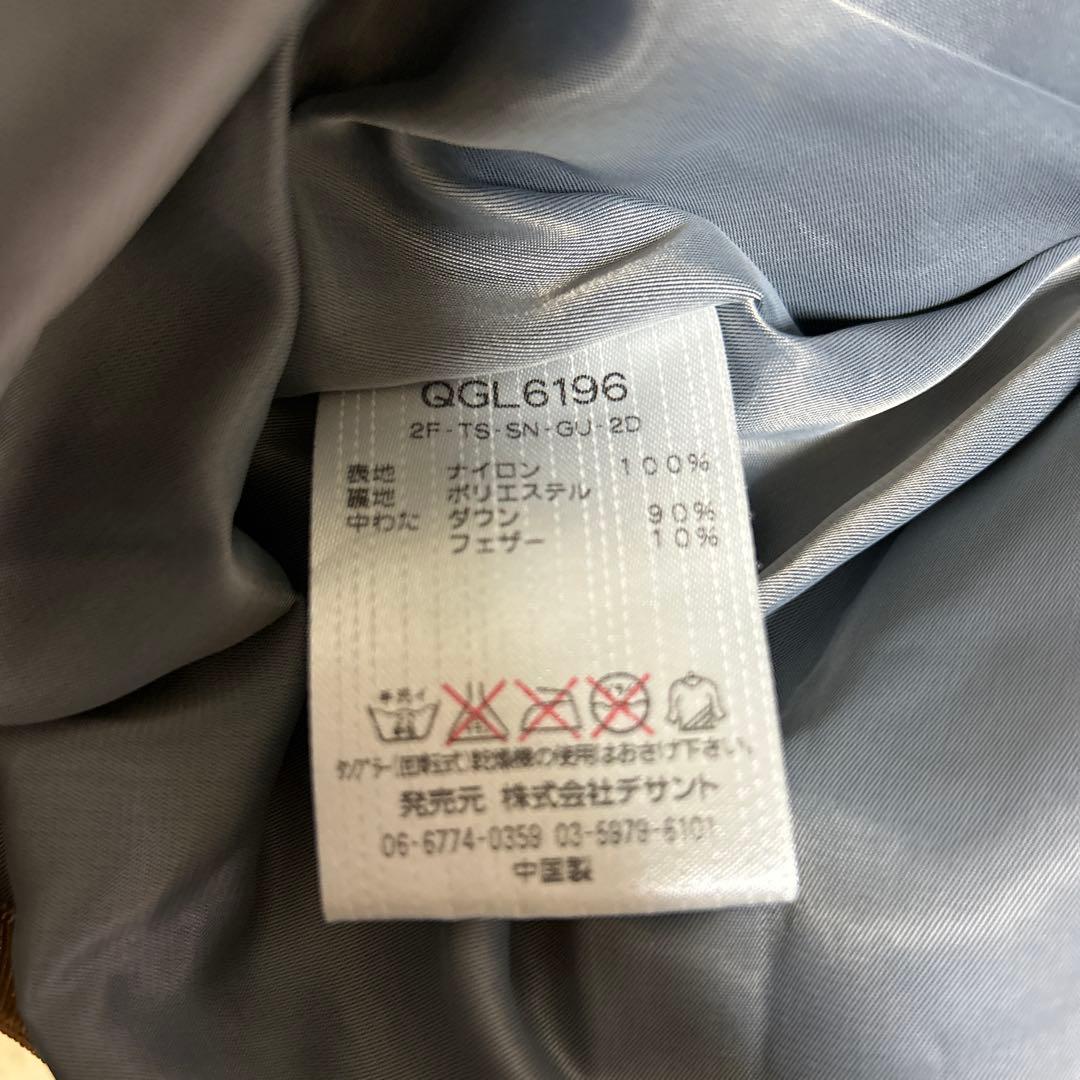 QGL6196
2F-TS-SN-GU-2D
表地 ナイロン 100%
裏地 ポリエステル
中わた ダウン 90%
フェザー 10%
手洗イ
タンブラー(回転式)乾燥機の使用はおさけ下さい。
発売元 株式会社デサント
06-6774-0359 03-5979-6101
中国製